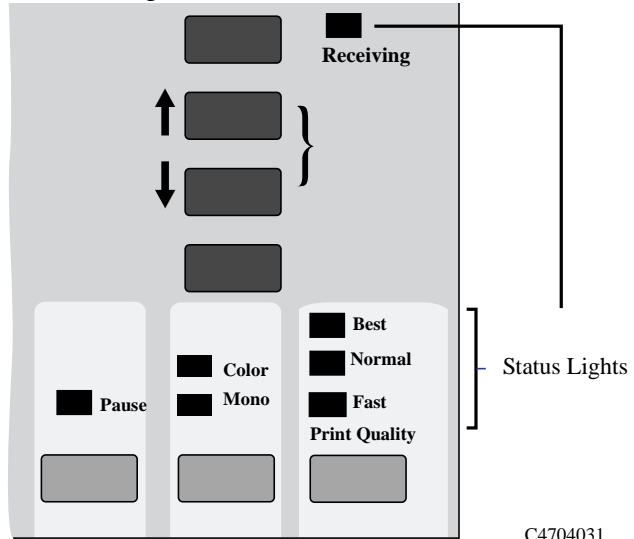 Receiving
Best
Normal
Fast
Print Quality
Color
Mono
Pause
Status Lights
C4704031